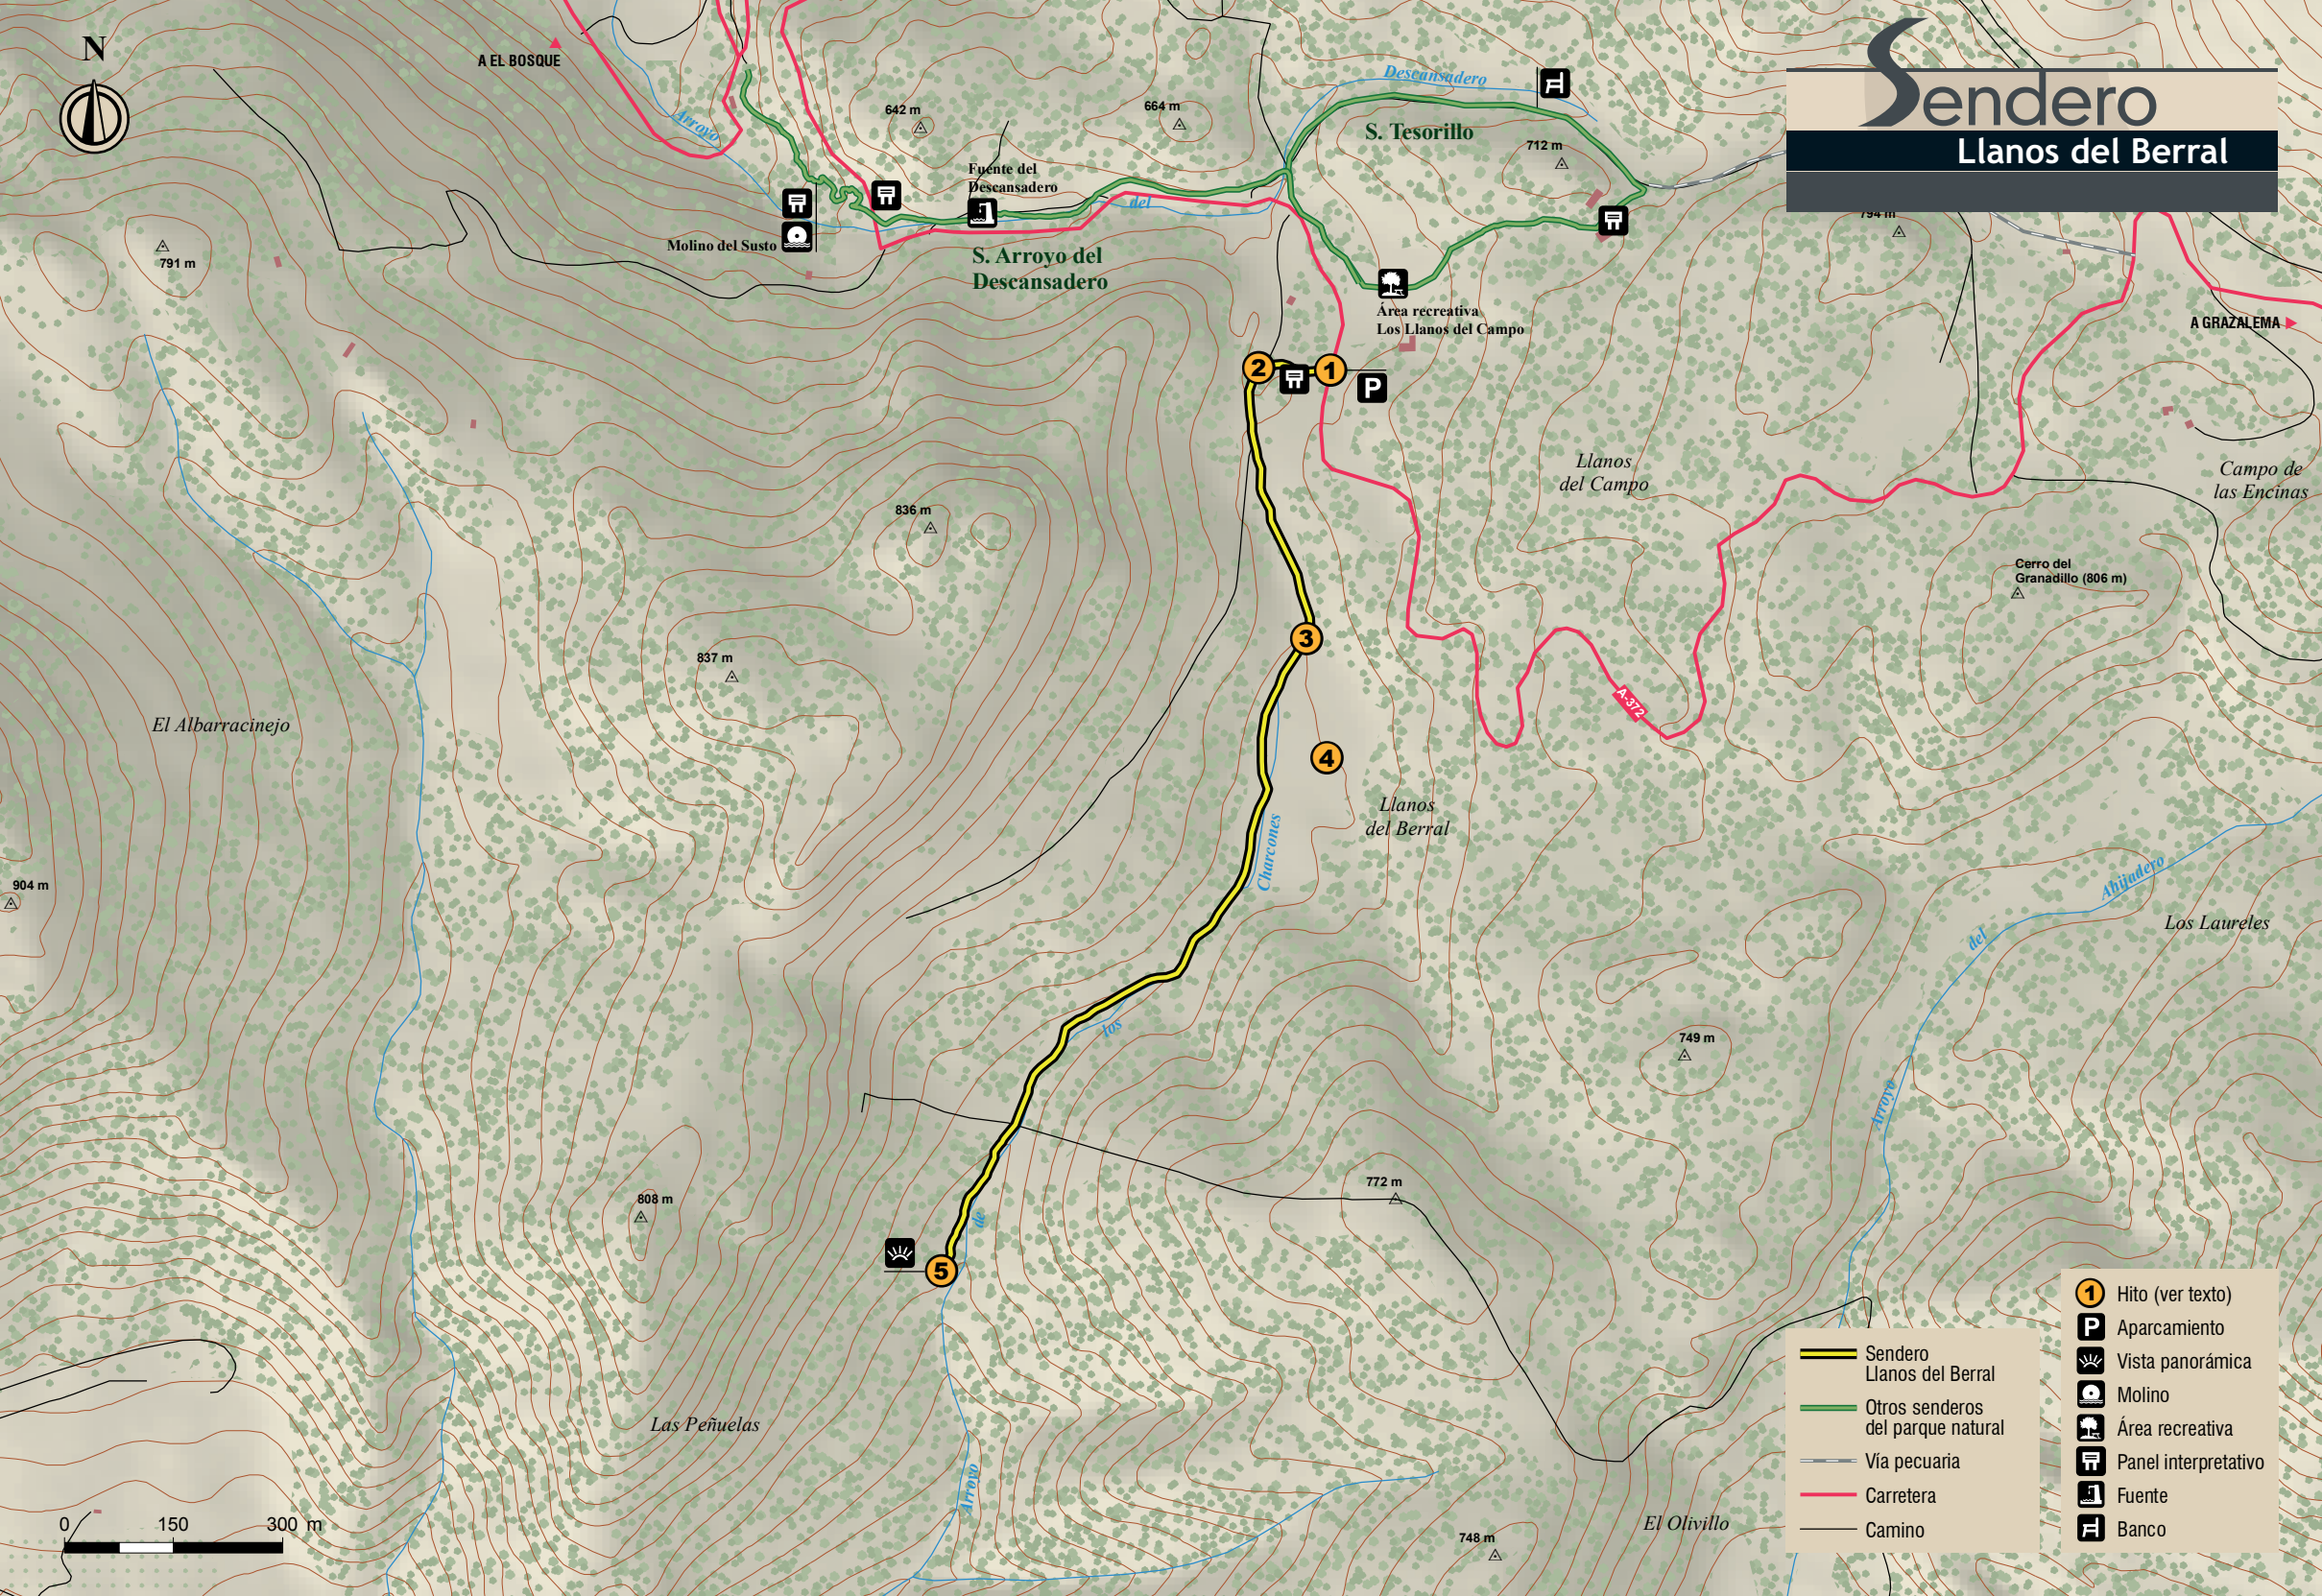 N
A EL BOSQUE
Arroyo
642 m
664 m
Descansadero
S. Tesorillo
712 m
Sendero
Llanos del Berral
794 m
Fuente del
Descansadero
del
Molino del Susto
S. Arroyo del
Descansadero
791 m
Área recreativa
Los Llanos del Campo
A GRAZALEMA
2
1
P
Llanos
del Campo
Campo de
las Encinas
836 m
Cerro del
Granadillo (806 m)
3
837 m
A-372
El Albarracinejo
4
Llanos
del Berral
Charcones
904 m
Ahijadero
del
Los Laureles
los
749 m
Arroyo
772 m
808 m
de
5
Las Peñuelas
Arroyo
El Olivillo
748 m
0 150 300 m
Sendero
Llanos del Berral
Otros senderos
del parque natural
Vía pecuaria
Carretera
Camino
1 Hito (ver texto)
P Aparcamiento
Vista panorámica
Molino
Área recreativa
Panel interpretativo
Fuente
Banco